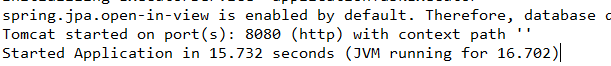 spring.jpa.open-in-view is enabled by default. Therefore, database
Tomcat started on port(s): 8080 (http) with context path ''
Started Application in 15.732 seconds (JVM running for 16.702)